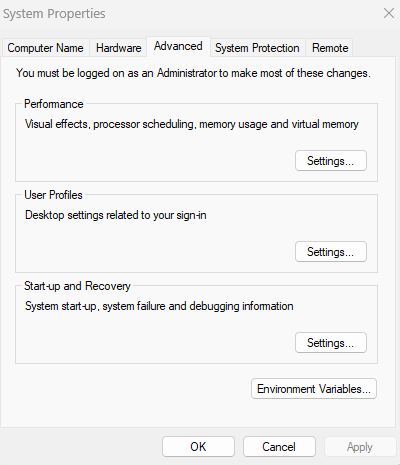 System Properties
Computer Name Hardware Advanced System Protection Remote
You must be logged on as an Administrator to make most of these changes.
Performance
Visual effects, processor scheduling, memory usage and virtual memory
Settings...
User Profiles
Desktop settings related to your sign-in
Settings...
Start-up and Recovery
System start-up, system failure and debugging information
Settings...
Environment Variables...
OK Cancel Apply